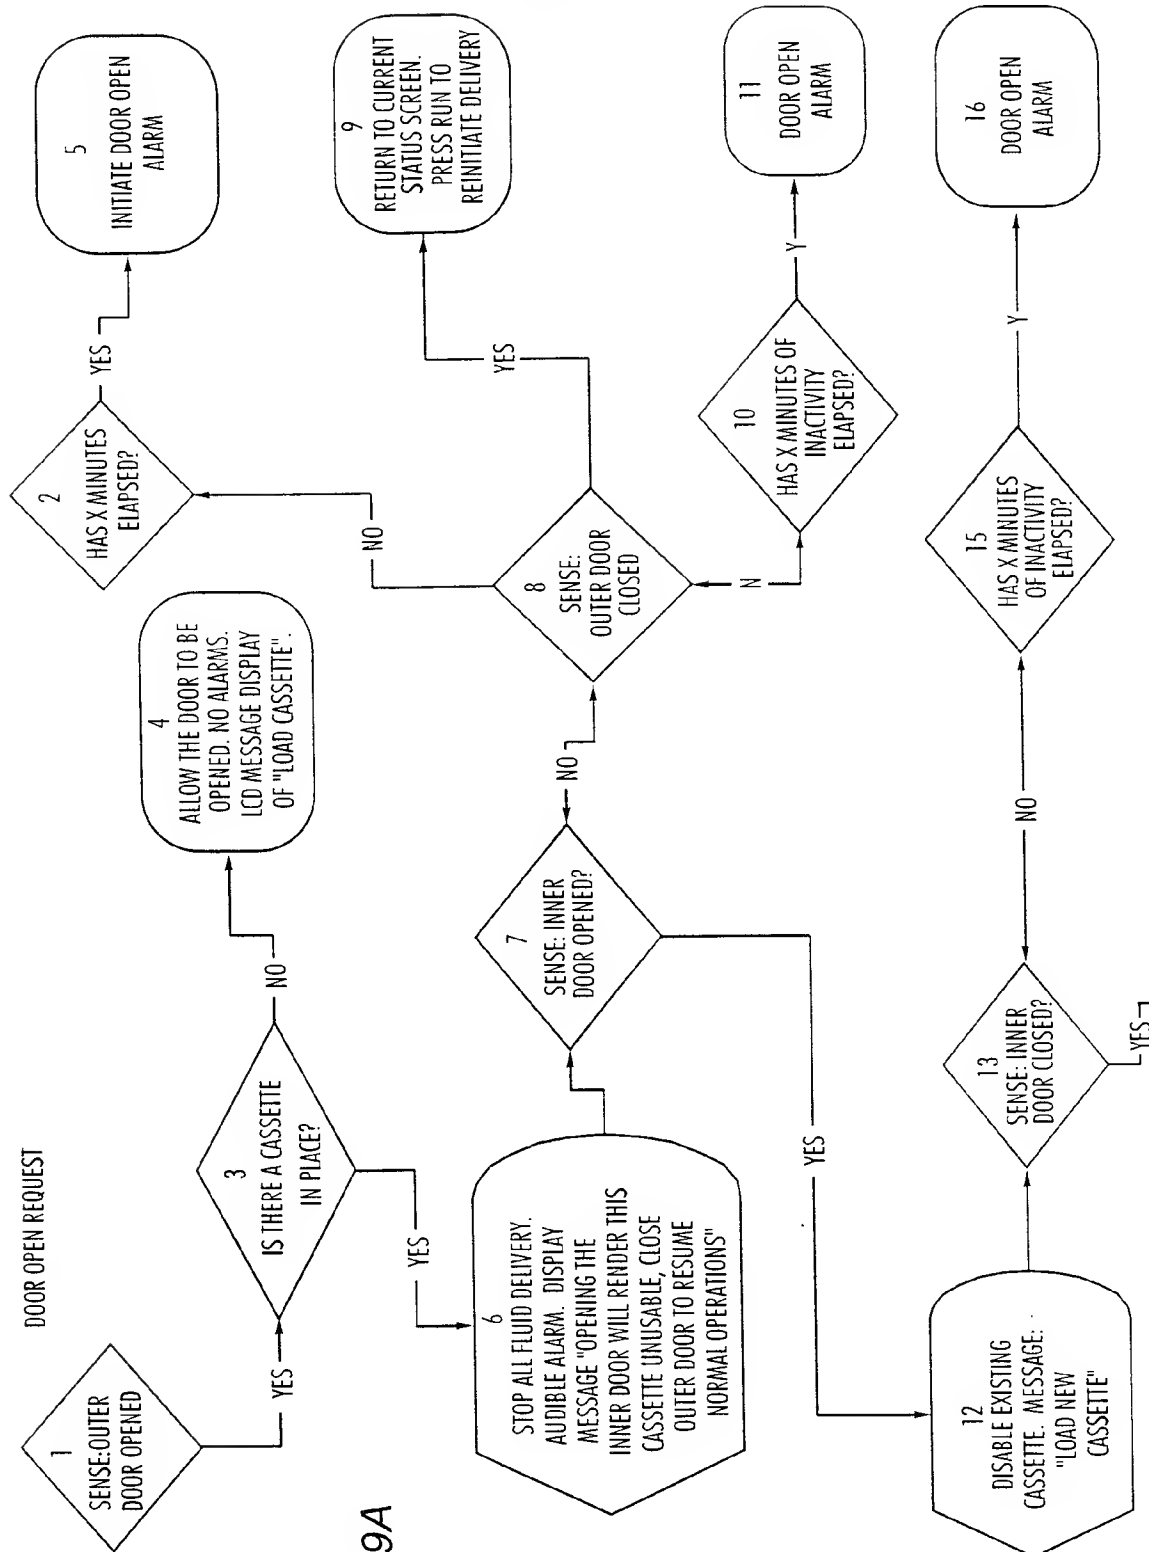 DOOR OPEN REQUEST
1
SENSE:OUTER
DOOR OPENED
YES
3
IS THERE A CASSETTE
IN PLACE?
NO
4
ALLOW THE DOOR TO BE
OPENED. NO ALARMS.
LCD MESSAGE DISPLAY
OF "LOAD CASSETTE".
2
HAS X MINUTES
ELAPSED?
YES
5
INITIATE DOOR OPEN
ALARM
YES
6
STOP ALL FLUID DELIVERY.
AUDIBLE ALARM. DISPLAY
MESSAGE "OPENING THE
INNER DOOR WILL RENDER THIS
CASSETTE UNUSABLE, CLOSE
OUTER DOOR TO RESUME
NORMAL OPERATIONS"
7
SENSE: INNER
DOOR OPENED?
NO
8
SENSE:
OUTER DOOR
CLOSED
NO
YES
9
RETURN TO CURRENT
STATUS SCREEN.
PRESS RUN TO
REINITIATE DELIVERY
N
10
HAS X MINUTES OF
INACTIVITY
ELAPSED?
Y
11
DOOR OPEN
ALARM
YES
12
DISABLE EXISTING
CASSETTE. MESSAGE:
"LOAD NEW
CASSETTE"
13
SENSE: INNER
DOOR CLOSED?
YES
NO
15
HAS X MINUTES
OF INACTIVITY
ELAPSED?
Y
16
DOOR OPEN
ALARM
9A